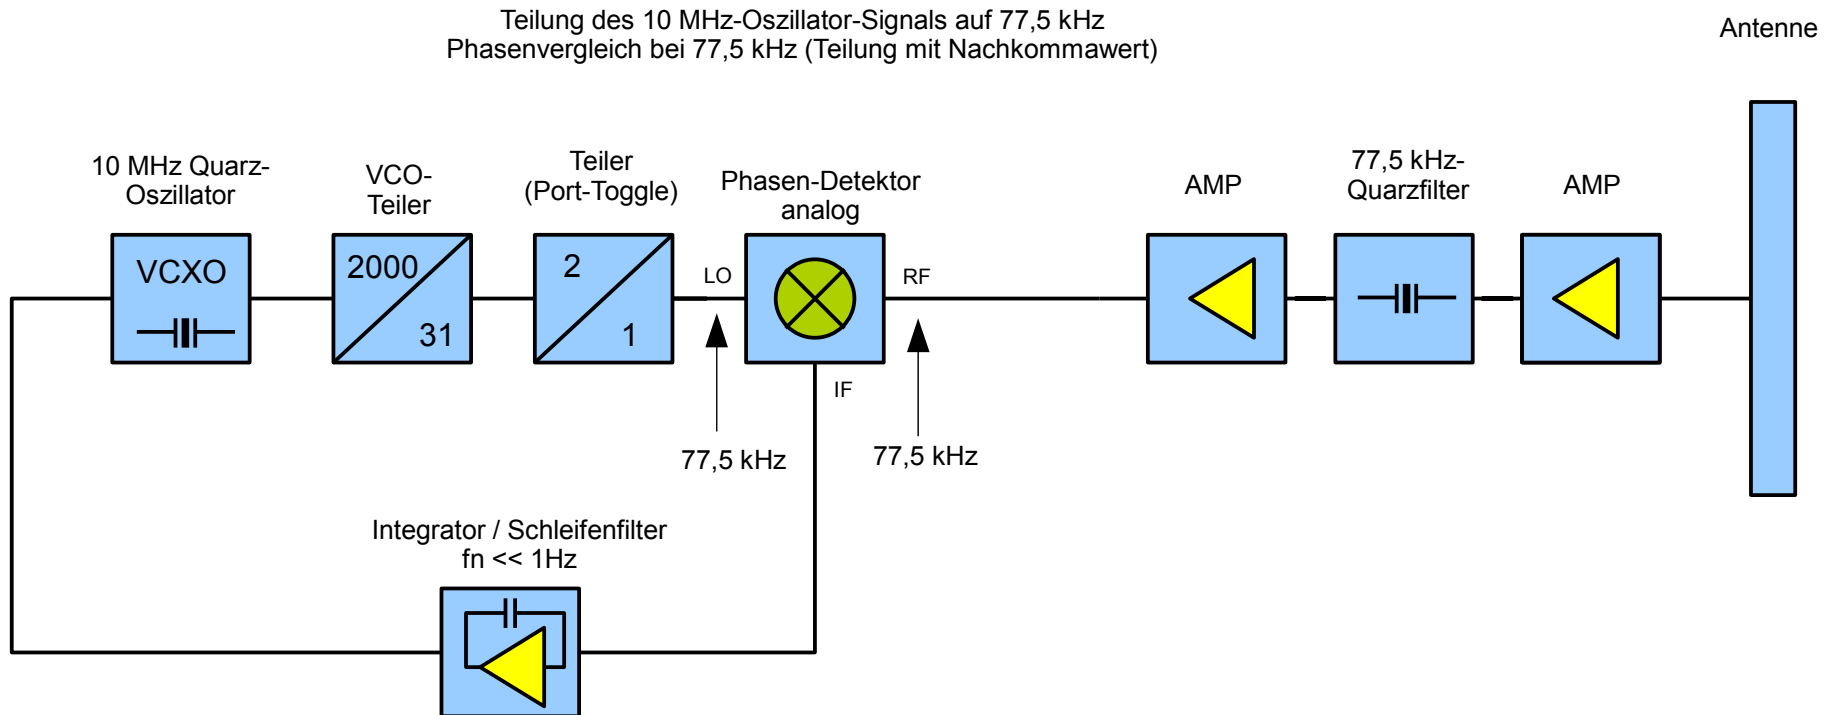 Teilung des 10 MHz-Oszillator-Signals auf 77,5 kHz
Phasenvergleich bei 77,5 kHz (Teilung mit Nachkommawert)
Antenne
10 MHz Quarz-
Oszillator
VCO-
Teiler
Teiler
(Port-Toggle)
Phasen-Detektor
analog
AMP
77,5 kHz-
Quarzfilter
AMP
VCXO
2000
31
2
1
LO
RF
IF
77,5 kHz
77,5 kHz
Integrator / Schleifenfilter
fn << 1Hz